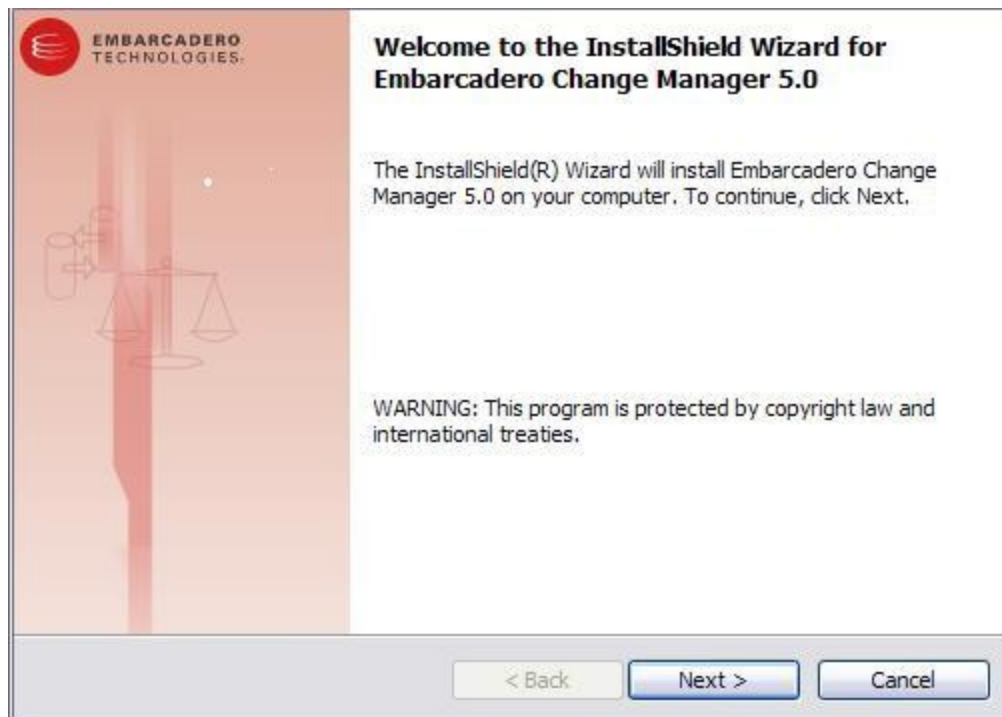 EMBARCADERO
TECHNOLOGIES.
Welcome to the InstallShield Wizard for
Embarcadero Change Manager 5.0
The InstallShield(R) Wizard will install Embarcadero Change
Manager 5.0 on your computer. To continue, click Next.
WARNING: This program is protected by copyright law and
international treaties.
< Back
Next >
Cancel